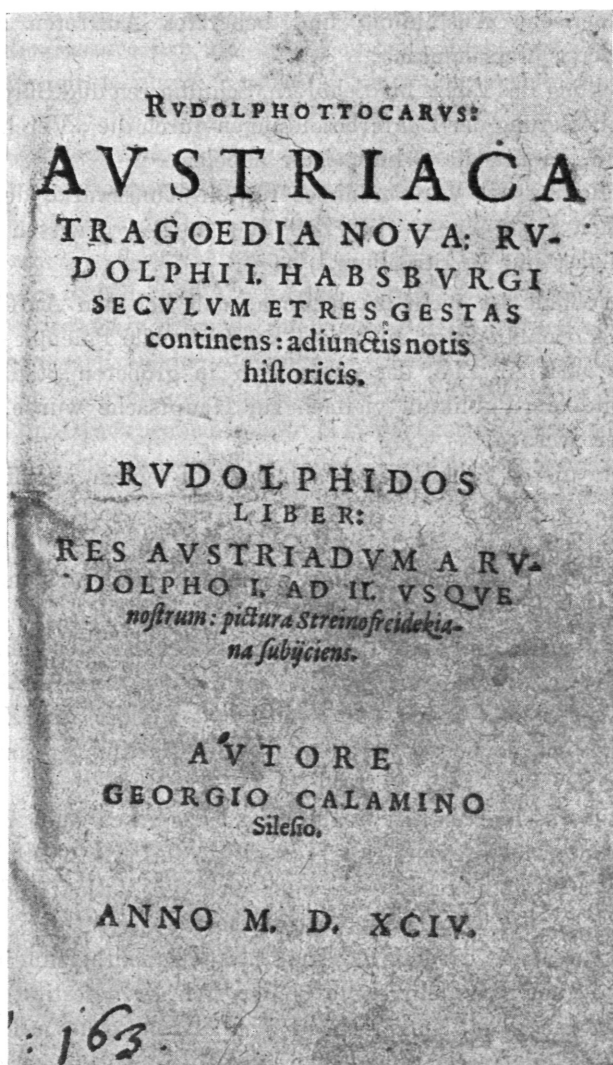 RVDOLPHOTTOCARVS:
AVSTRIACA
TRAGOEDIA NOVA: RV-
DOLPHI I. HABSBVRGI
SECVLVM ET RES GESTAS
continens: adiunctis notis
hiſtoricis.
RVDOLPHIDOS
LIBER:
RES AVSTRIADVM A RV-
DOLPHO I. AD II. VSQVE
noſtrum: pictura Streinofreidekia-
na ſubijciens.
AVTORE
GEORGIO CALAMINO
Sileſio.
ANNO M. D. XCIV.
: 163.